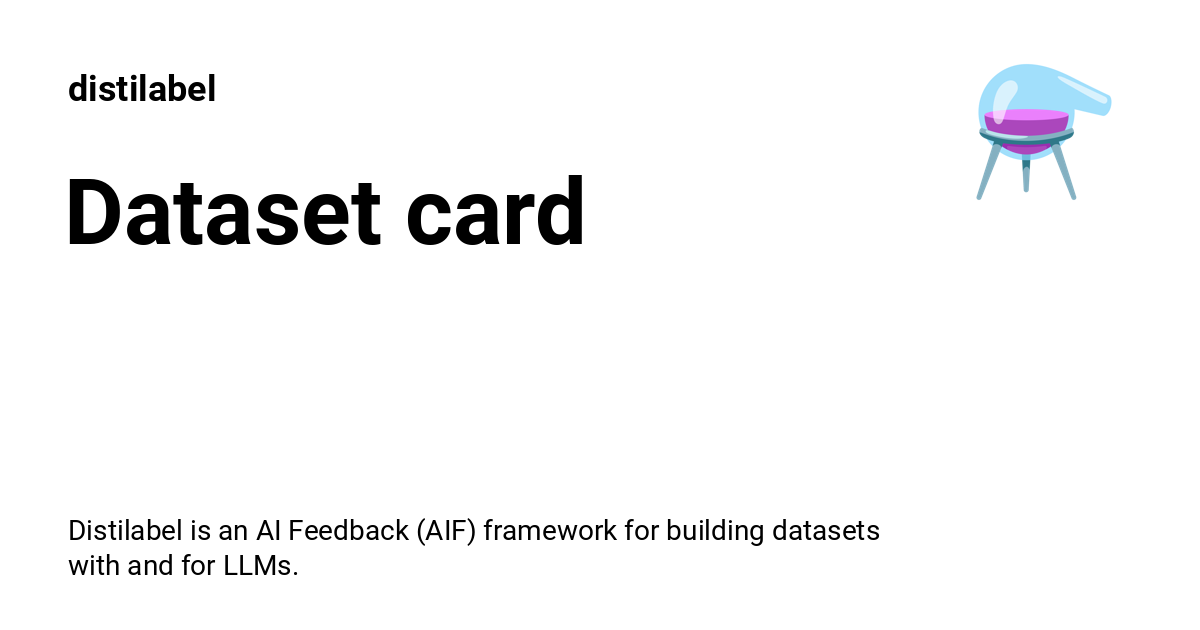 distilabel
Dataset card
Distilabel is an AI Feedback (AIF) framework for building datasets
with and for LLMs.